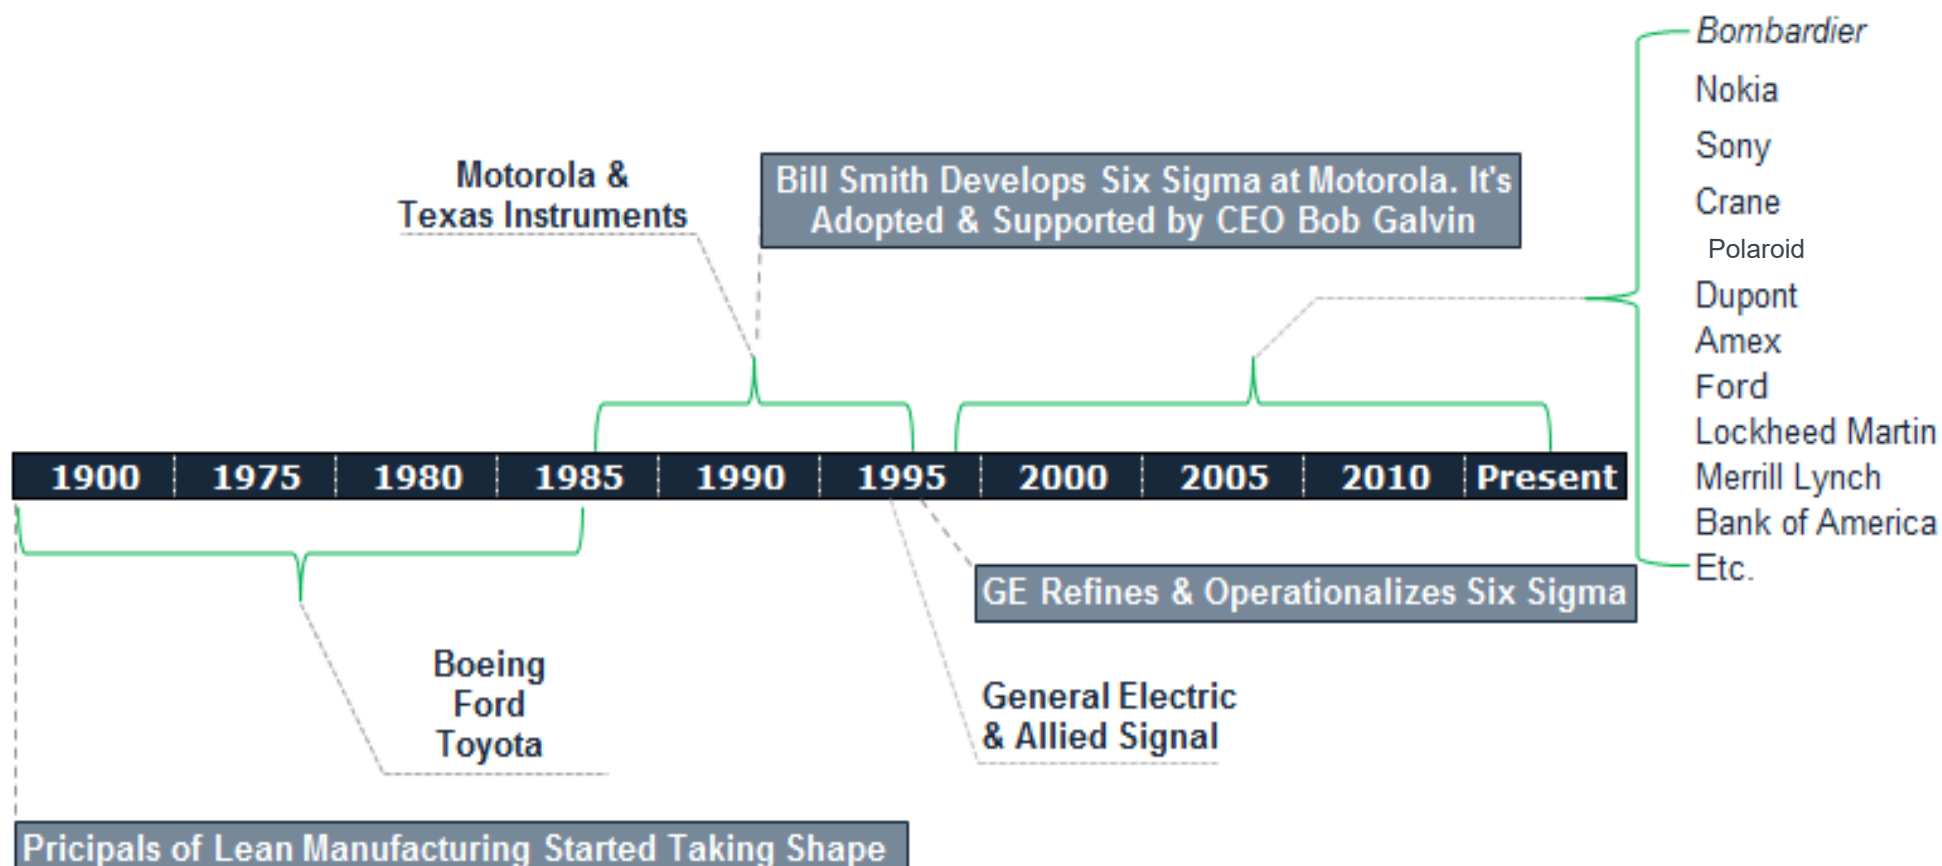 Bombardier
Nokia
Sony
Crane
Polaroid
Dupont
Amex
Ford
Lockheed Martin
Merrill Lynch
Bank of America
Etc.
Motorola &
Texas Instruments
Bill Smith Develops Six Sigma at Motorola. It's
Adopted & Supported by CEO Bob Galvin
1900 1975 1980 1985 1990 1995 2000 2005 2010 Present
GE Refines & Operationalizes Six Sigma
Boeing
Ford
Toyota
General Electric
& Allied Signal
Pricipals of Lean Manufacturing Started Taking Shape